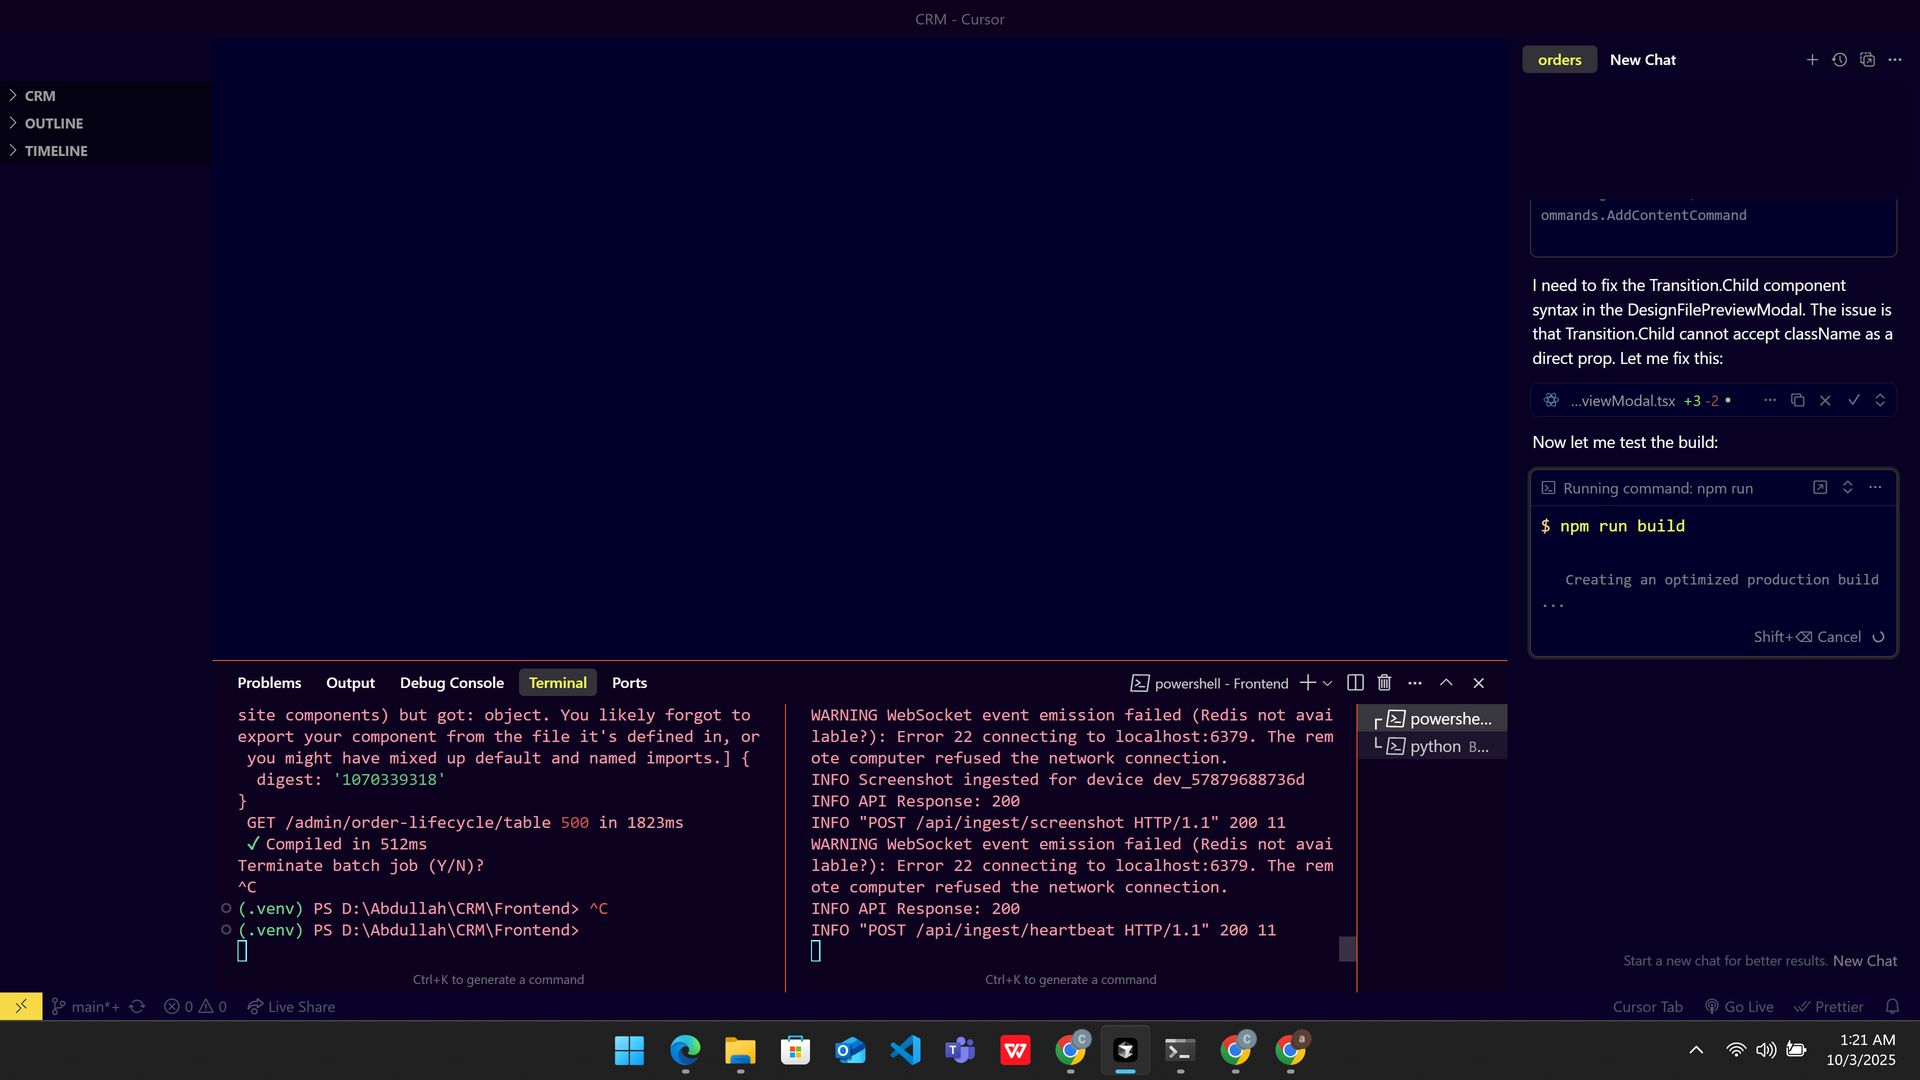 CRM - Cursor
CRM
OUTLINE
TIMELINE
orders
New Chat
ommands.AddContentCommand
I need to fix the Transition.Child component
syntax in the DesignFilePreviewModal. The issue is
that Transition.Child cannot accept className as a
direct prop. Let me fix this:
...viewModal.tsx +3 -2
Now let me test the build:
Running command: npm run
$ npm run build
Creating an optimized production build
...
Shift+⌫ Cancel
Start a new chat for better results. New Chat
Problems
Output
Debug Console
Terminal
Ports
powershell - Frontend
site components) but got: object. You likely forgot to
export your component from the file it's defined in, or
you might have mixed up default and named imports.] {
digest: '1070339318'
}
GET /admin/order-lifecycle/table 500 in 1823ms
✓ Compiled in 512ms
Terminate batch job (Y/N)?
^C
(.venv) PS D:\Abdullah\CRM\Frontend> ^C
(.venv) PS D:\Abdullah\CRM\Frontend>
Ctrl+K to generate a command
WARNING WebSocket event emission failed (Redis not avai
lable?): Error 22 connecting to localhost:6379. The rem
ote computer refused the network connection.
INFO Screenshot ingested for device dev_57879688736d
INFO API Response: 200
INFO "POST /api/ingest/screenshot HTTP/1.1" 200 11
WARNING WebSocket event emission failed (Redis not avai
lable?): Error 22 connecting to localhost:6379. The rem
ote computer refused the network connection.
INFO API Response: 200
INFO "POST /api/ingest/heartbeat HTTP/1.1" 200 11
Ctrl+K to generate a command
powershe...
python B...
main*+
0
0
Live Share
Cursor Tab
Go Live
Prettier
1:21 AM
10/3/2025